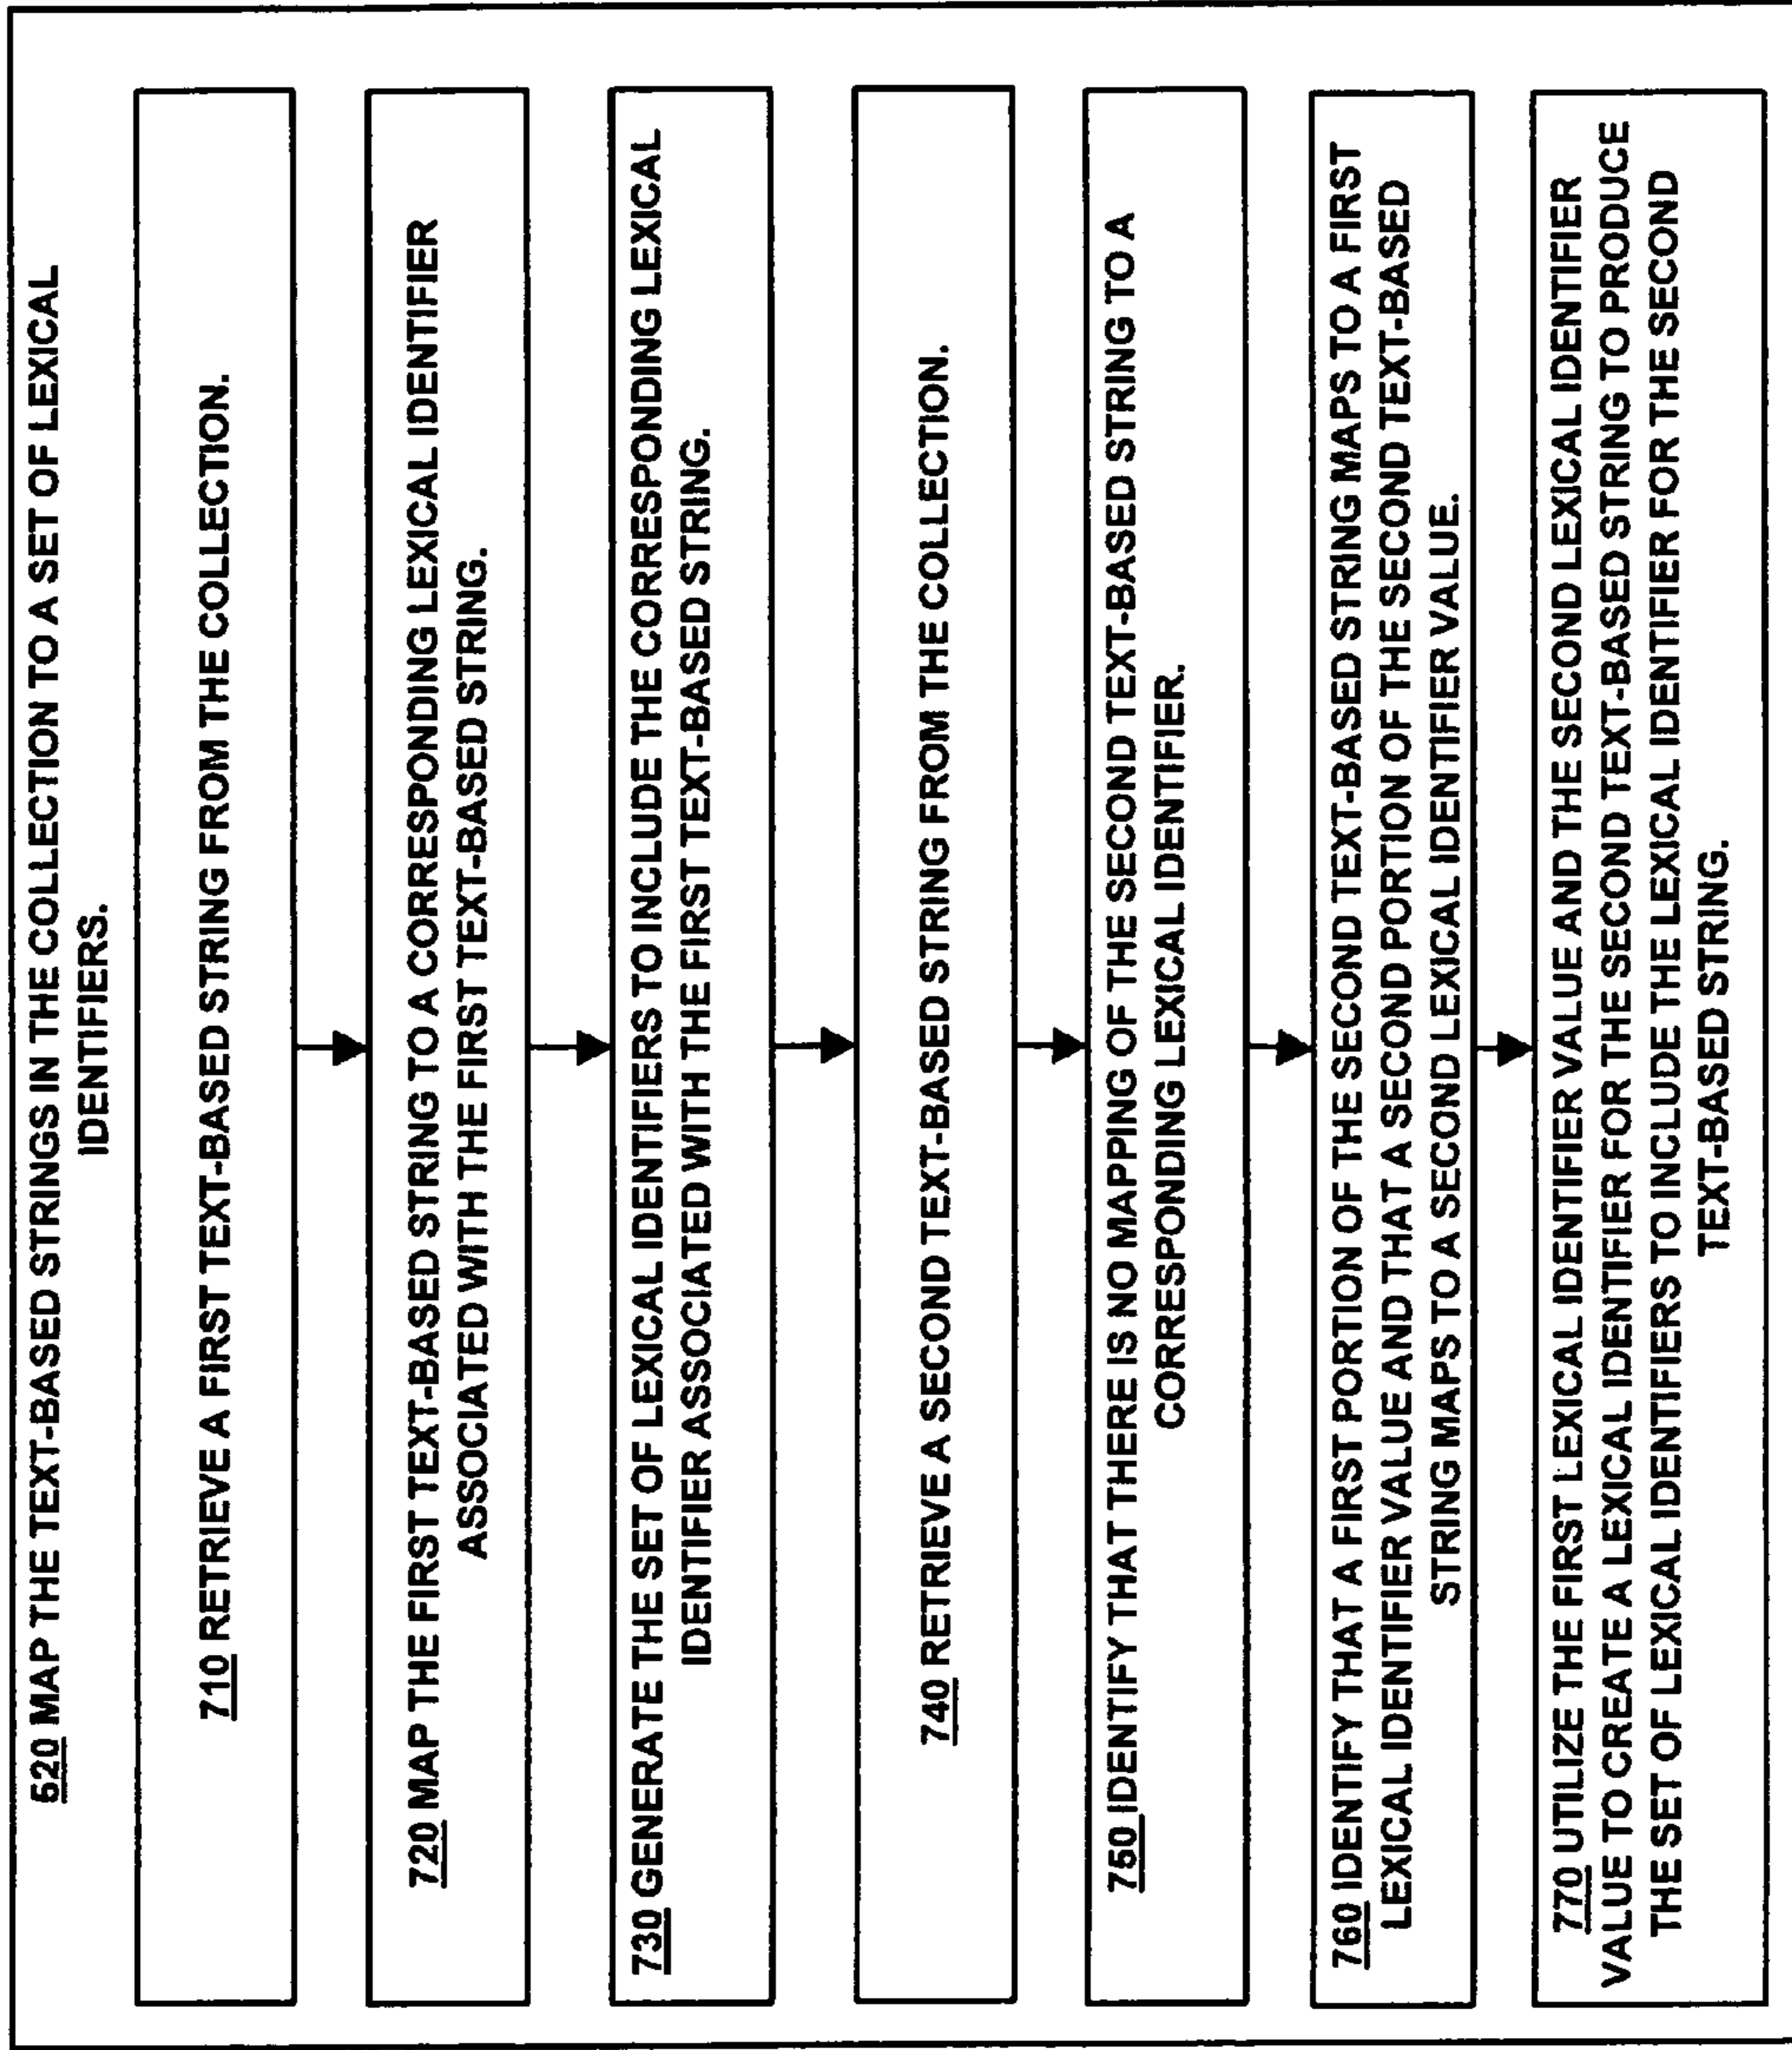 520 MAP THE TEXT-BASED STRINGS IN THE COLLECTION TO A SET OF LEXICAL
IDENTIFIERS.
710 RETRIEVE A FIRST TEXT-BASED STRING FROM THE COLLECTION.
720 MAP THE FIRST TEXT-BASED STRING TO A CORRESPONDING LEXICAL IDENTIFIER
ASSOCIATED WITH THE FIRST TEXT-BASED STRING.
730 GENERATE THE SET OF LEXICAL IDENTIFIERS TO INCLUDE THE CORRESPONDING LEXICAL
IDENTIFIER ASSOCIATED WITH THE FIRST TEXT-BASED STRING.
740 RETRIEVE A SECOND TEXT-BASED STRING FROM THE COLLECTION.
750 IDENTIFY THAT THERE IS NO MAPPING OF THE SECOND TEXT-BASED STRING TO A
CORRESPONDING LEXICAL IDENTIFIER.
760 IDENTIFY THAT A FIRST PORTION OF THE SECOND TEXT-BASED STRING MAPS TO A FIRST
LEXICAL IDENTIFIER VALUE AND THAT A SECOND PORTION OF THE SECOND TEXT-BASED
STRING MAPS TO A SECOND LEXICAL IDENTIFIER VALUE.
770 UTILIZE THE FIRST LEXICAL IDENTIFIER VALUE AND THE SECOND LEXICAL IDENTIFIER
VALUE TO CREATE A LEXICAL IDENTIFIER FOR THE SECOND TEXT-BASED STRING TO PRODUCE
THE SET OF LEXICAL IDENTIFIERS TO INCLUDE THE LEXICAL IDENTIFIER FOR THE SECOND
TEXT-BASED STRING.